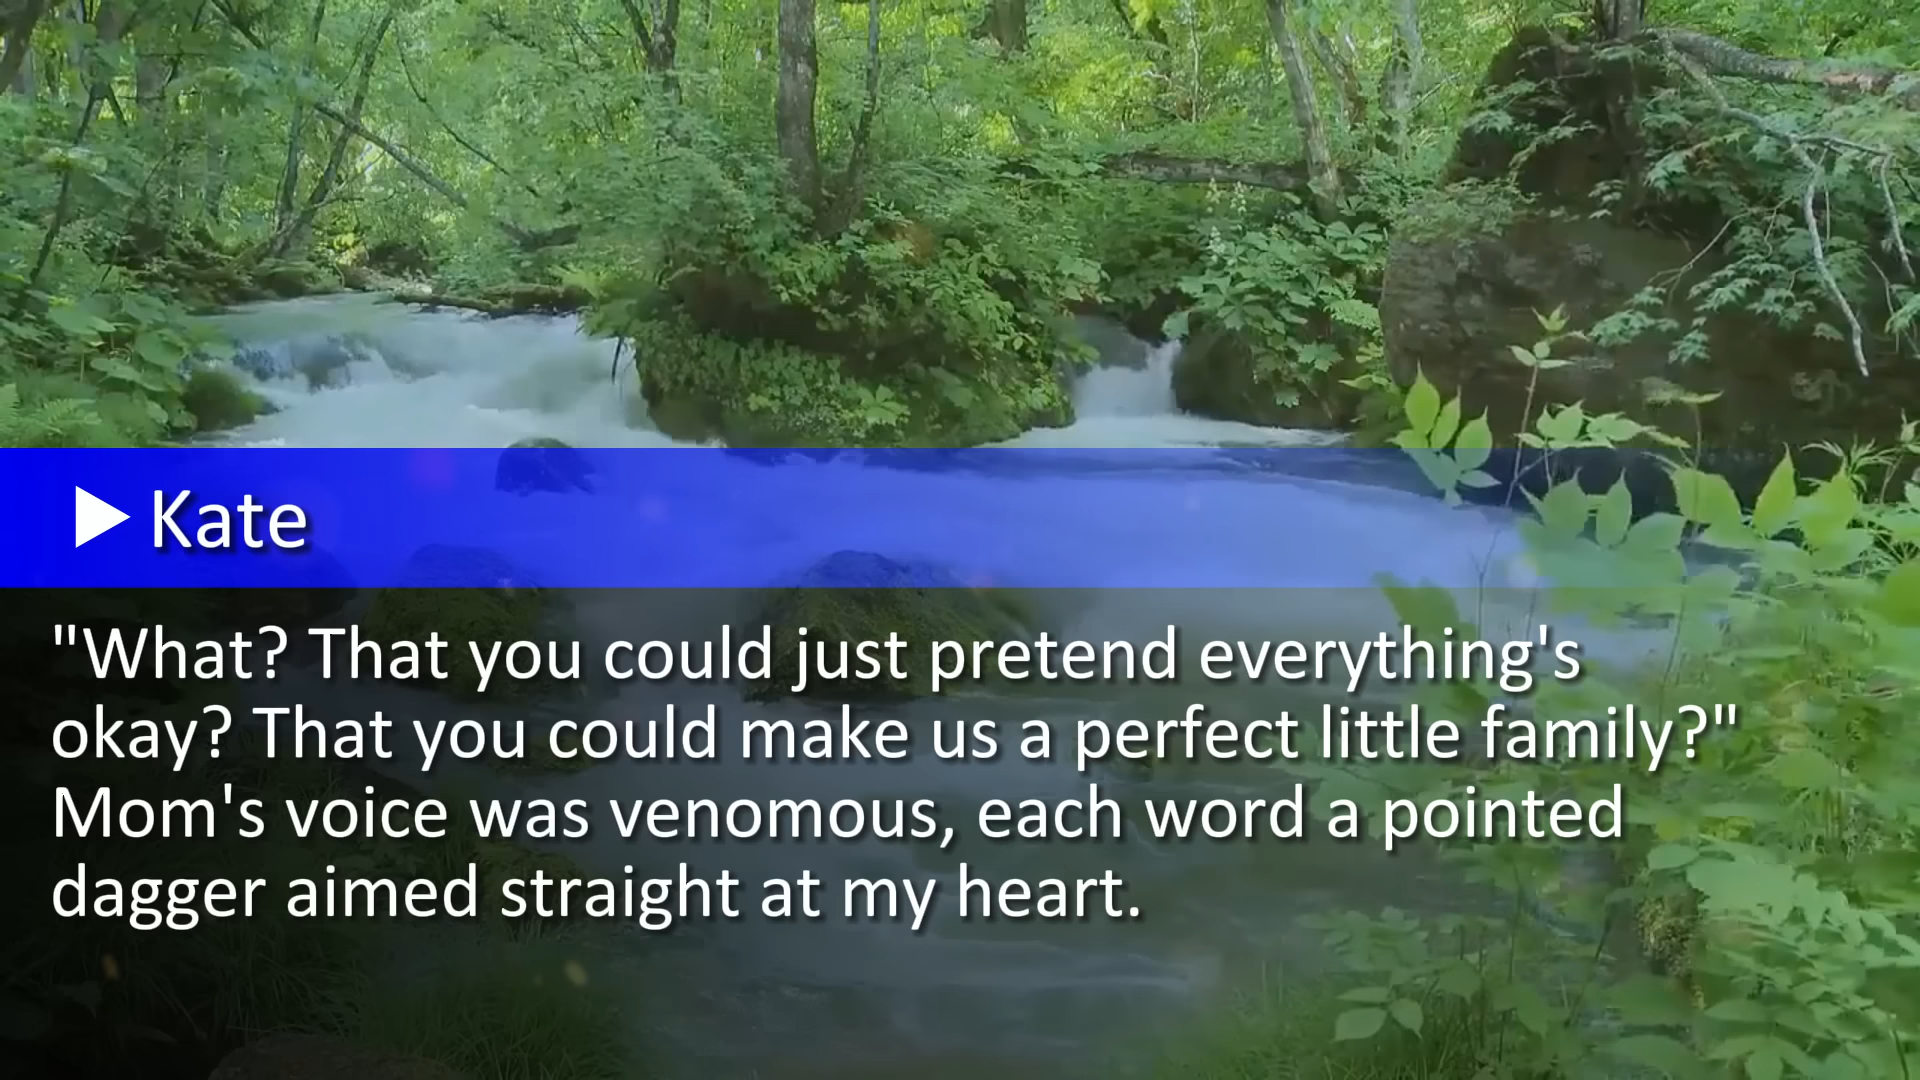 Kate
"What? That you could just pretend everything's
okay? That you could make us a perfect little family?"
Mom's voice was venomous, each word a pointed
dagger aimed straight at my heart.